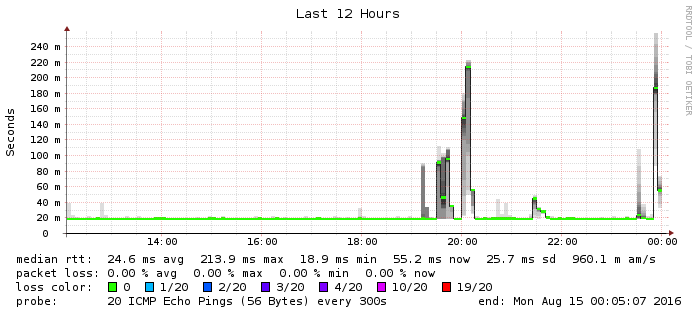 Last 12 Hours
RRDTOOL / TOBI OETIKER
Seconds
240 m
220 m
200 m
180 m
160 m
140 m
120 m
100 m
80 m
60 m
40 m
20 m
0
14:00 16:00 18:00 20:00 22:00 00:00
median rtt: 24.6 ms avg 213.9 ms max 18.9 ms min 55.2 ms now 25.7 ms sd 960.1 m am/s
packet loss: 0.00 % avg 0.00 % max 0.00 % min 0.00 % now
loss color: 0 1/20 2/20 3/20 4/20 10/20 19/20
probe: 20 ICMP Echo Pings (56 Bytes) every 300s end: Mon Aug 15 00:05:07 2016